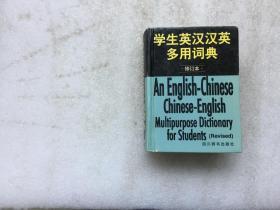 学生英汉汉英
多用词典
修订本
An English-Chinese
Chinese-English
Multipurpose Dictionary
for Students (Revised)
四川辞书出版社